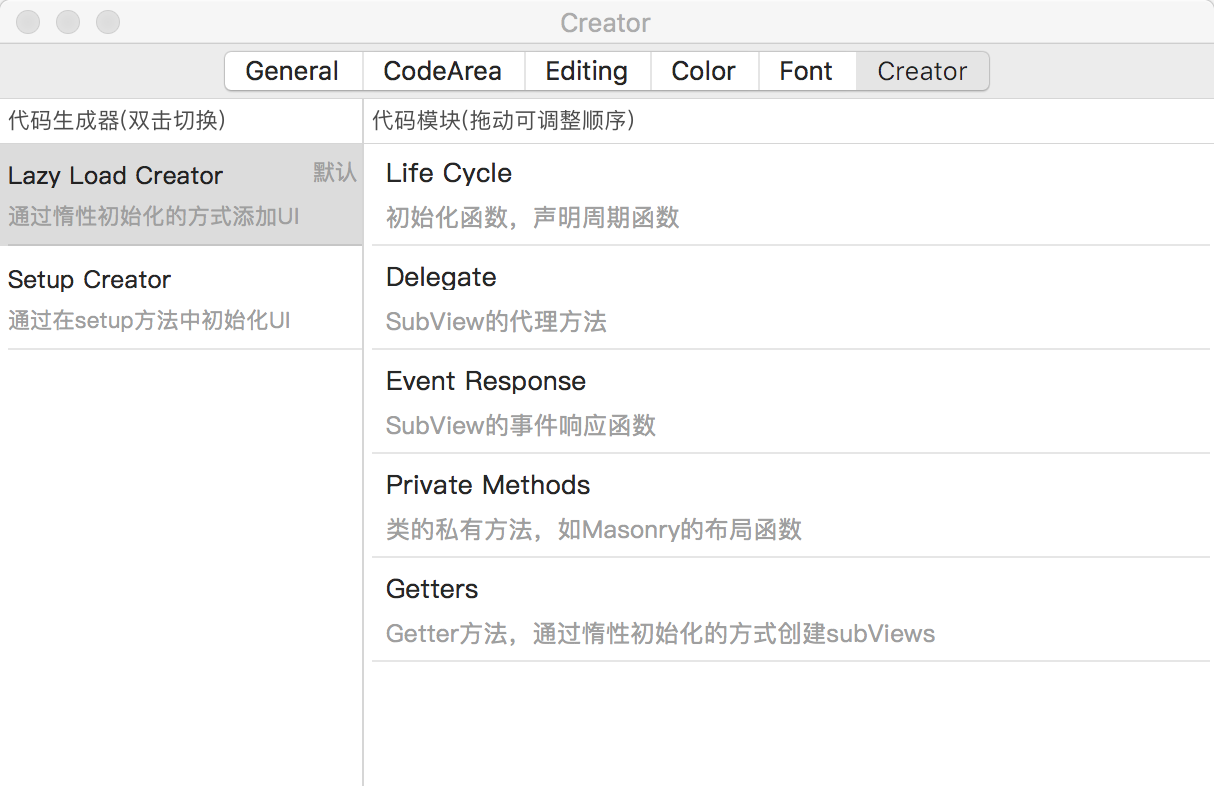 Creator
General CodeArea Editing Color Font Creator
代码生成器(双击切换)
Lazy Load Creator 默认
通过惰性初始化的方式添加UI
Setup Creator
通过在setup方法中初始化UI
代码模块(拖动可调整顺序)
Life Cycle
初始化函数，声明周期函数
Delegate
SubView的代理方法
Event Response
SubView的事件响应函数
Private Methods
类的私有方法，如Masonry的布局函数
Getters
Getter方法，通过惰性初始化的方式创建subViews